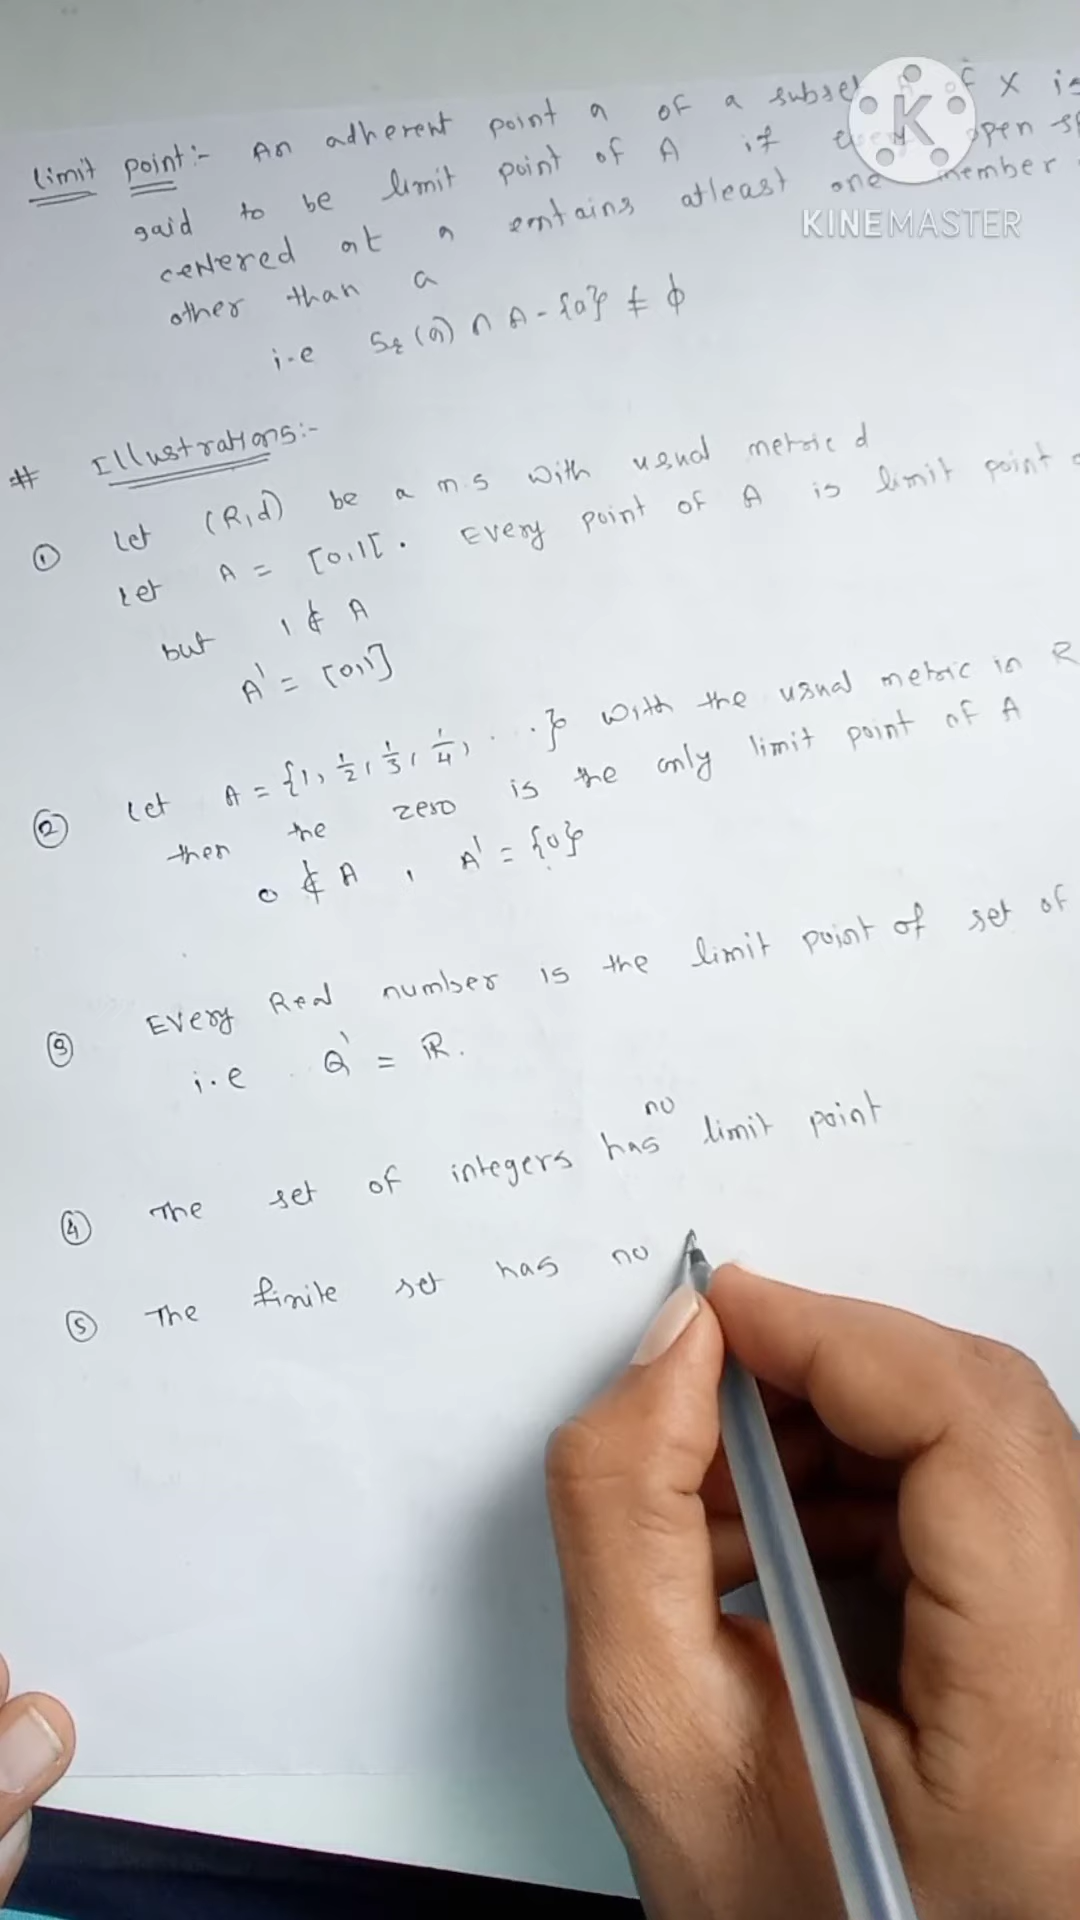 Limit point:- An adherent point a of a subset of X is
said to be limit point of A if every open
centered at a contains atleast one member
other than a
i.e Sε(a) ∩ A - {a} ≠ ϕ
# Illustrations:-
① Let (R,d) be a m.s with usual metric d
Let A = [0,1[ . Every point of A is limit point
but 1 ∉ A
A' = [0,1]
② Let A = {1, 1/2, 1/3, 1/4, . . .} with the usual metric in R
then the zero is the only limit point of A
0 ∉ A , A' = {0}
③ Every Real number is the limit point of set of
i.e Q' = R.
④ The set of integers has no limit point
⑤ The finite set has no
K
KINEMASTER